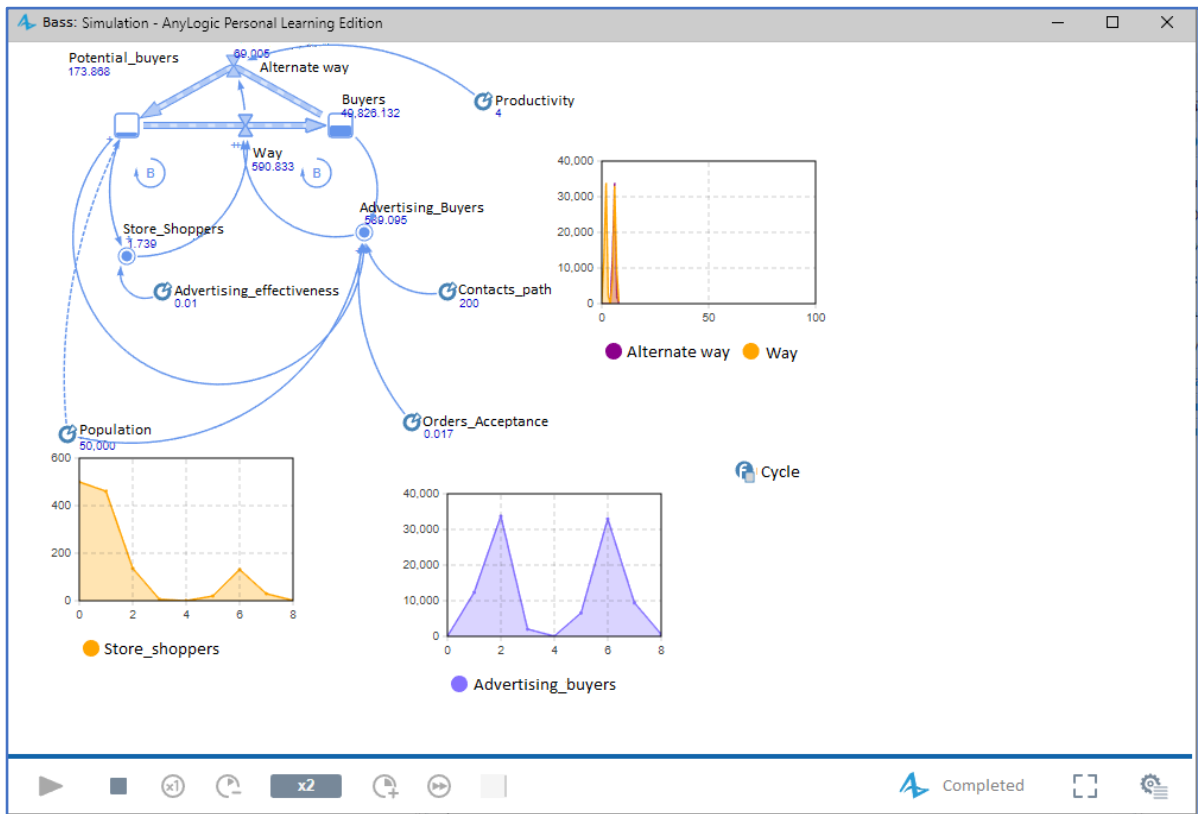 Bass: Simulation - AnyLogic Personal Learning Edition
Potential_buyers
173.868
69.005
Alternate way
Buyers
49,826.132
Productivity
4
Way
590.833
B
B
Advertising_Buyers
589.095
Store_Shoppers
1.739
Advertising_effectiveness
0.01
Contacts_path
200
40,000
30,000
20,000
10,000
0
0 50 100
Alternate way Way
Population
50,000
Orders_Acceptance
0.017
Cycle
600
400
200
0
0 2 4 6 8
Store_shoppers
40,000
30,000
20,000
10,000
0
0 2 4 6 8
Advertising_buyers
x1
x2
Completed